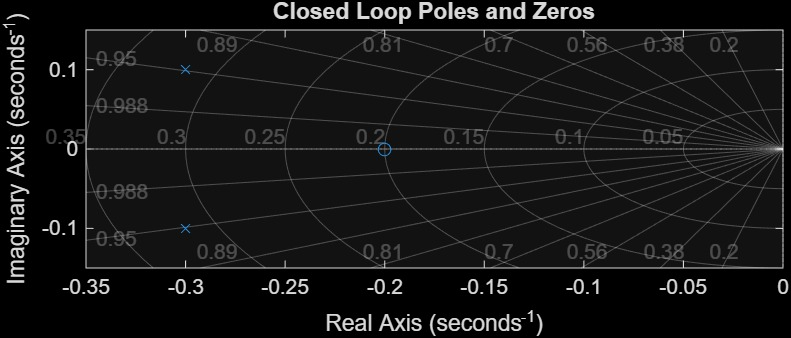 Closed Loop Poles and Zeros
0.95 0.89 0.81 0.7 0.56 0.38 0.2
0.1
0.988
0.35 0.3 0.25 0.2 0.15 0.1 0.05
0
0.988
-0.1
0.95 0.89 0.81 0.7 0.56 0.38 0.2
-0.35 -0.3 -0.25 -0.2 -0.15 -0.1 -0.05 0
Real Axis (seconds⁻¹)
Imaginary Axis (seconds⁻¹)